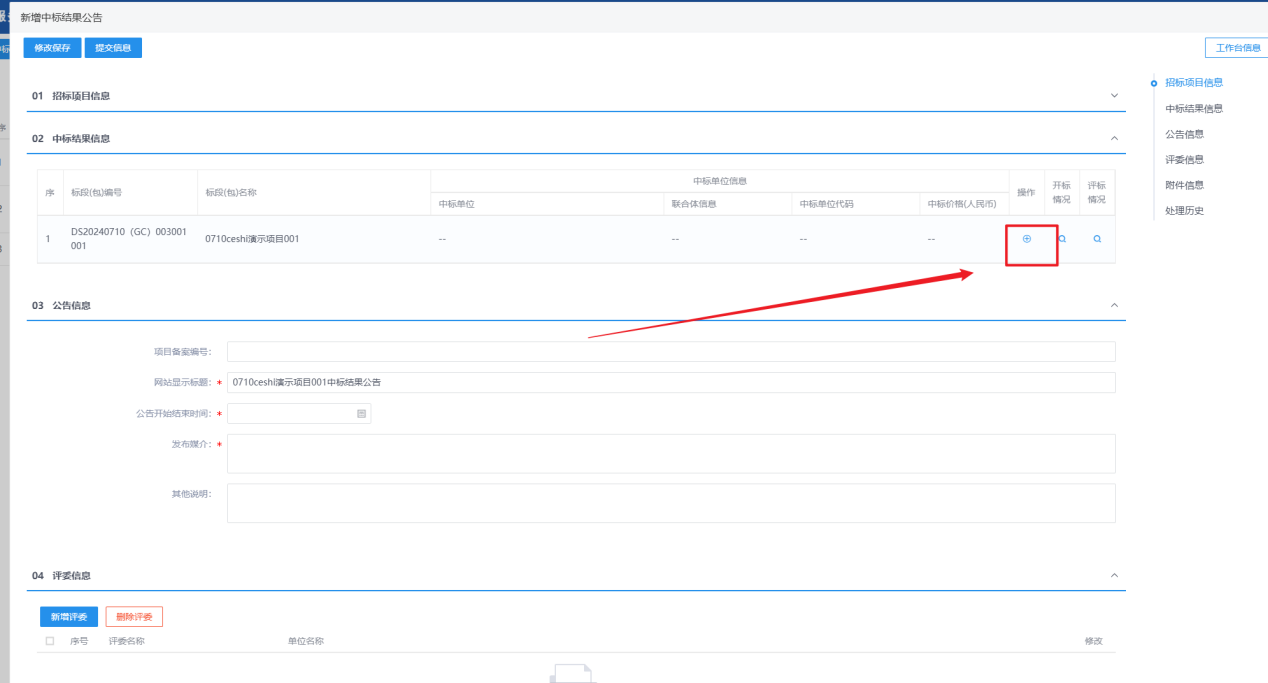 新增中标结果公告
修改保存 提交信息 工作台信息
01 招标项目信息
02 中标结果信息
序 标段(包)编号 标段(包)名称 中标单位信息 操作 开标情况 评标情况
中标单位 联合体信息 中标单位代码 中标价格(人民币)
1 DS20240710（GC）003001001 0710ceshi演示项目001 -- -- -- --
03 公告信息
项目备案编号：
网站显示标题：* 0710ceshi演示项目001中标结果公告
公告开始结束时间：*
发布媒介：*
其他说明：
04 评委信息
新增评委 删除评委
序号 评委名称 单位名称 修改
招标项目信息
中标结果信息
公告信息
评委信息
附件信息
处理历史